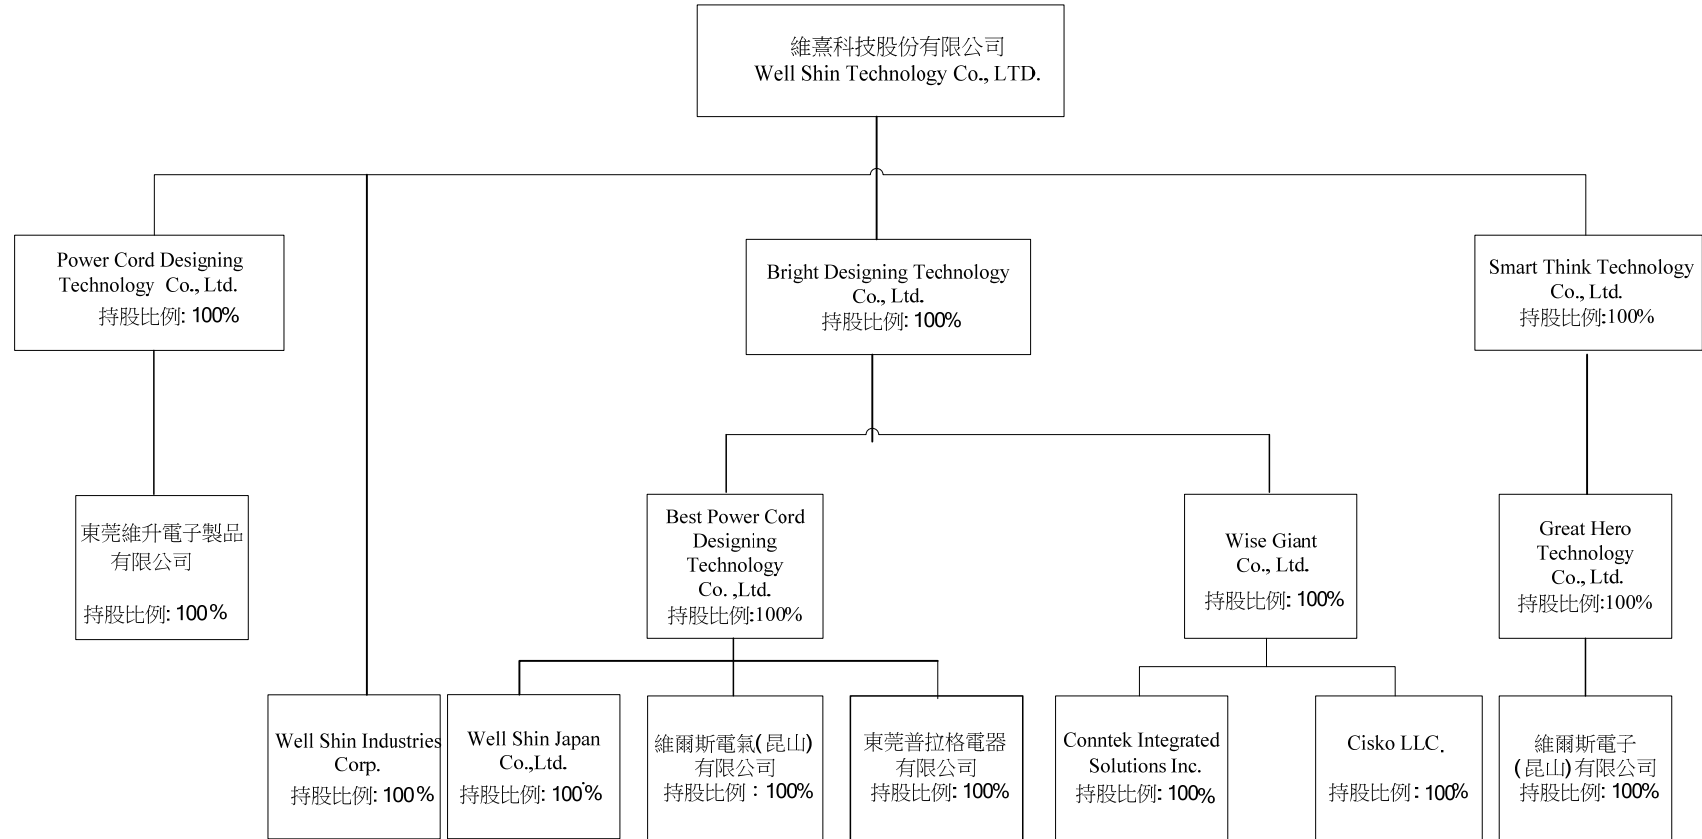 維熹科技股份有限公司
Well Shin Technology Co., LTD.
Power Cord Designing
Technology Co., Ltd.
持股比例: 100%
Bright Designing Technology
Co., Ltd.
持股比例: 100%
Smart Think Technology
Co., Ltd.
持股比例:100%
東莞維升電子製品
有限公司
持股比例: 100%
Best Power Cord
Designing
Technology
Co. ,Ltd.
持股比例:100%
Wise Giant
Co., Ltd.
持股比例: 100%
Great Hero
Technology
Co., Ltd.
持股比例:100%
Well Shin Industries
Corp.
持股比例: 100%
Well Shin Japan
Co.,Ltd.
持股比例: 100%
維爾斯電氣(昆山)
有限公司
持股比例：100%
東莞普拉格電器
有限公司
持股比例: 100%
Conntek Integrated
Solutions Inc.
持股比例: 100%
Cisko LLC.
持股比例: 100%
維爾斯電子
(昆山)有限公司
持股比例: 100%